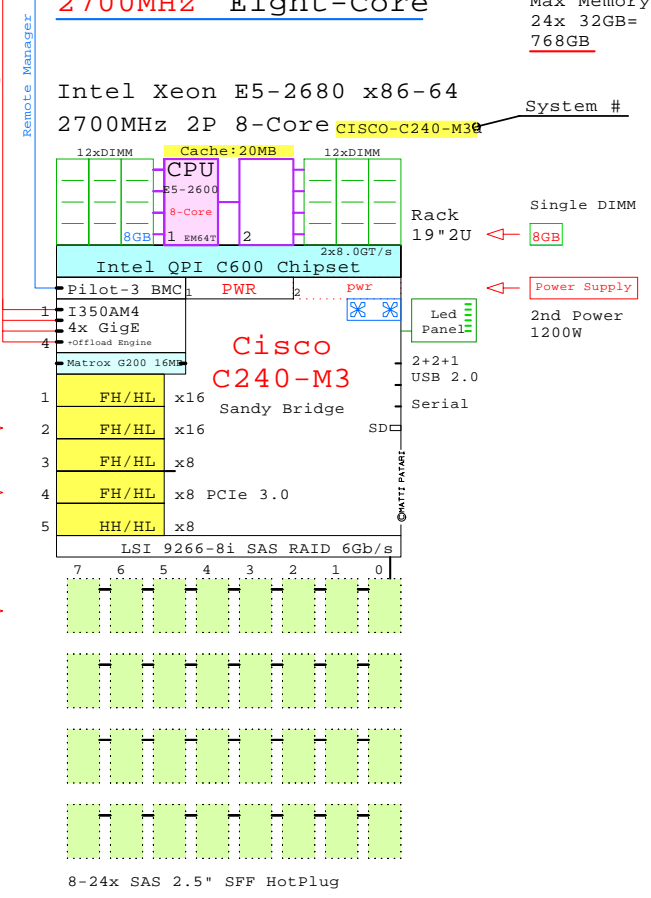 2700MHz Eight-Core
Max Memory
24x 32GB=
768GB
Remote Manager
Intel Xeon E5-2680 x86-64
2700MHz 2P 8-Core
CISCO-C240-M3
System #
12xDIMM
Cache:20MB
12xDIMM
CPU
E5-2600
8-Core
8GB
1 EM64T
2
Rack
19"2U
Single DIMM
8GB
2x8.0GT/s
Intel QPI C600 Chipset
Pilot-3 BMC
1
PWR
2
pwr
Power Supply
2nd Power
1200W
1
I350AM4
4x GigE
4
+Offload Engine
Led
Panel
Matrox G200 16MB
Cisco
C240-M3
Sandy Bridge
2+2+1
USB 2.0
Serial
SD
1 FH/HL x16
2 FH/HL x16
3 FH/HL x8
4 FH/HL x8 PCIe 3.0
5 HH/HL x8
©MATTI PATARI
LSI 9266-8i SAS RAID 6Gb/s
7 6 5 4 3 2 1 0
8-24x SAS 2.5" SFF HotPlug